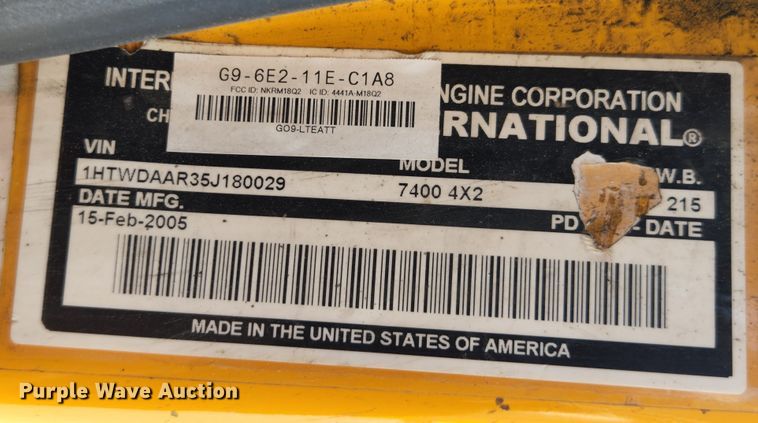 G9-6E2-11E-C1A8
FCC ID: NKRM18Q2 IC ID: 4441A-M18Q2
GO9-LTEATT
INTER NGINE CORPORATION
CH RNATIONAL®
VIN MODEL W.B.
1HTWDAAR35J180029 7400 4X2 215
DATE MFG. PD - DATE
15-Feb-2005
MADE IN THE UNITED STATES OF AMERICA
Purple Wave Auction